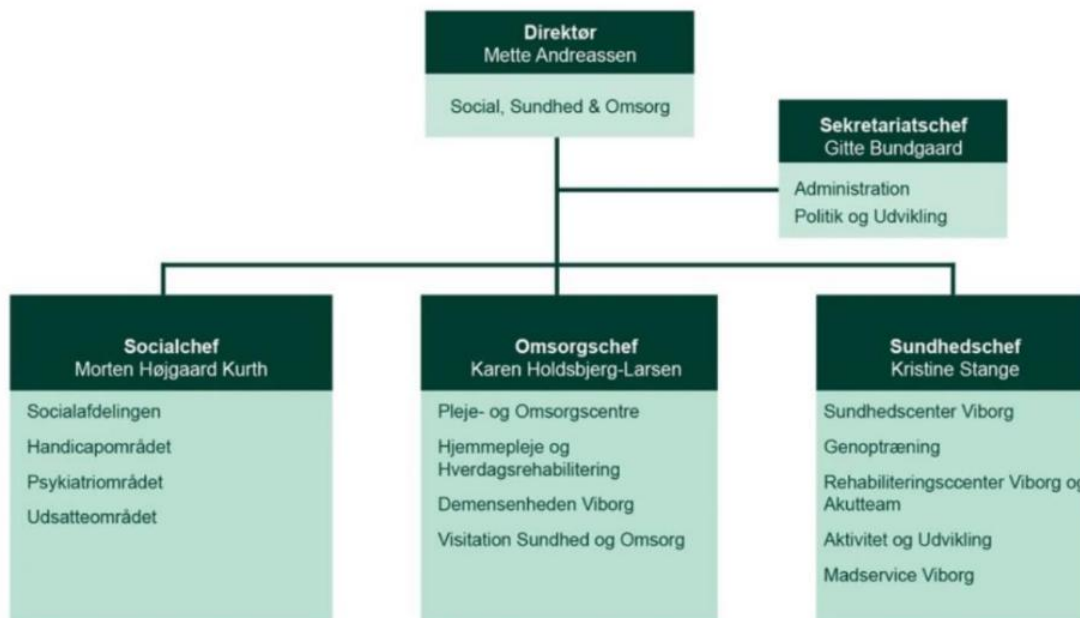 Direktør
Mette Andreassen
Social, Sundhed & Omsorg
Sekretariatschef
Gitte Bundgaard
Administration
Politik og Udvikling
Socialchef
Morten Højgaard Kurth
Socialafdelingen
Handicapområdet
Psykiatriområdet
Udsatteområdet
Omsorgschef
Karen Holdsbjerg-Larsen
Pleje- og Omsorgscentre
Hjemmepleje og
Hverdagsrehabilitering
Demensenheden Viborg
Visitation Sundhed og Omsorg
Sundhedschef
Kristine Stange
Sundhedscenter Viborg
Genoptræning
Rehabiliteringsccenter Viborg og
Akutteam
Aktivitet og Udvikling
Madservice Viborg